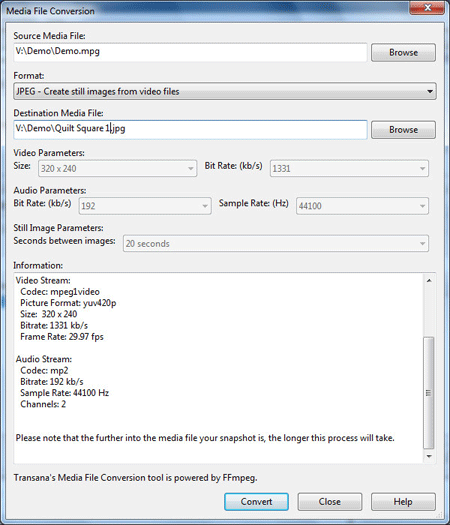 Media File Conversion
Source Media File:
V:\Demo\Demo.mpg
Browse
Format:
JPEG - Create still images from video files
Destination Media File:
V:\Demo\Quilt Square 1.jpg
Browse
Video Parameters:
Size: 320 x 240 Bit Rate: (kb/s) 1331
Audio Parameters:
Bit Rate: (kb/s) 192 Sample Rate: (Hz) 44100
Still Image Parameters:
Seconds between images: 20 seconds
Information:
Video Stream:
Codec: mpeg1video
Picture Format: yuv420p
Size: 320 x 240
Bitrate: 1331 kb/s
Frame Rate: 29.97 fps
Audio Stream:
Codec: mp2
Bitrate: 192 kb/s
Sample Rate: 44100 Hz
Channels: 2
Please note that the further into the media file your snapshot is, the longer this process will take.
Transana's Media File Conversion tool is powered by FFmpeg.
Convert Close Help